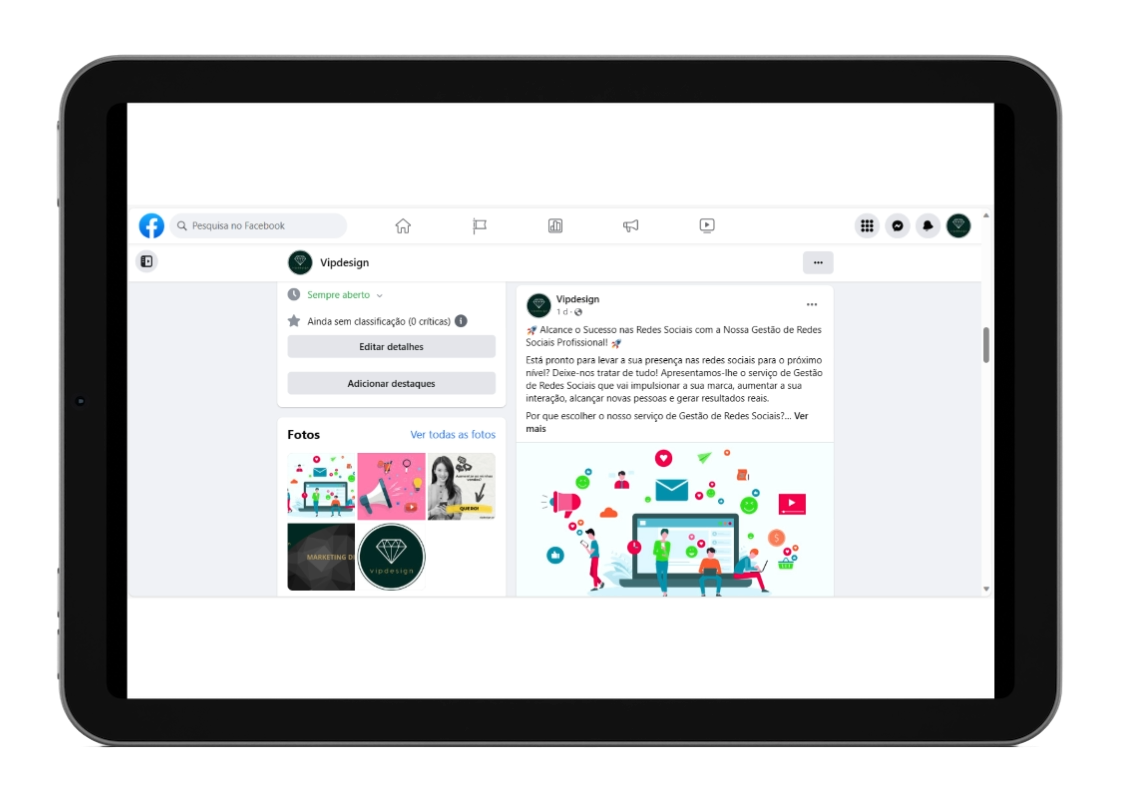 Pesquisa no Facebook
Vipdesign
Sempre aberto
Ainda sem classificação (0 críticas)
Editar detalhes
Adicionar destaques
Fotos
Ver todas as fotos
MARKETING DI
vipdesign
Vipdesign
1 d
🚀 Alcance o Sucesso nas Redes Sociais com a Nossa Gestão de Redes
Sociais Profissional! 🚀
Está pronto para levar a sua presença nas redes sociais para o próximo
nível? Deixe-nos tratar de tudo! Apresentamos-lhe o serviço de Gestão
de Redes Sociais que vai impulsionar a sua marca, aumentar a sua
interação, alcançar novas pessoas e gerar resultados reais.
Por que escolher o nosso serviço de Gestão de Redes Sociais?... Ver
mais